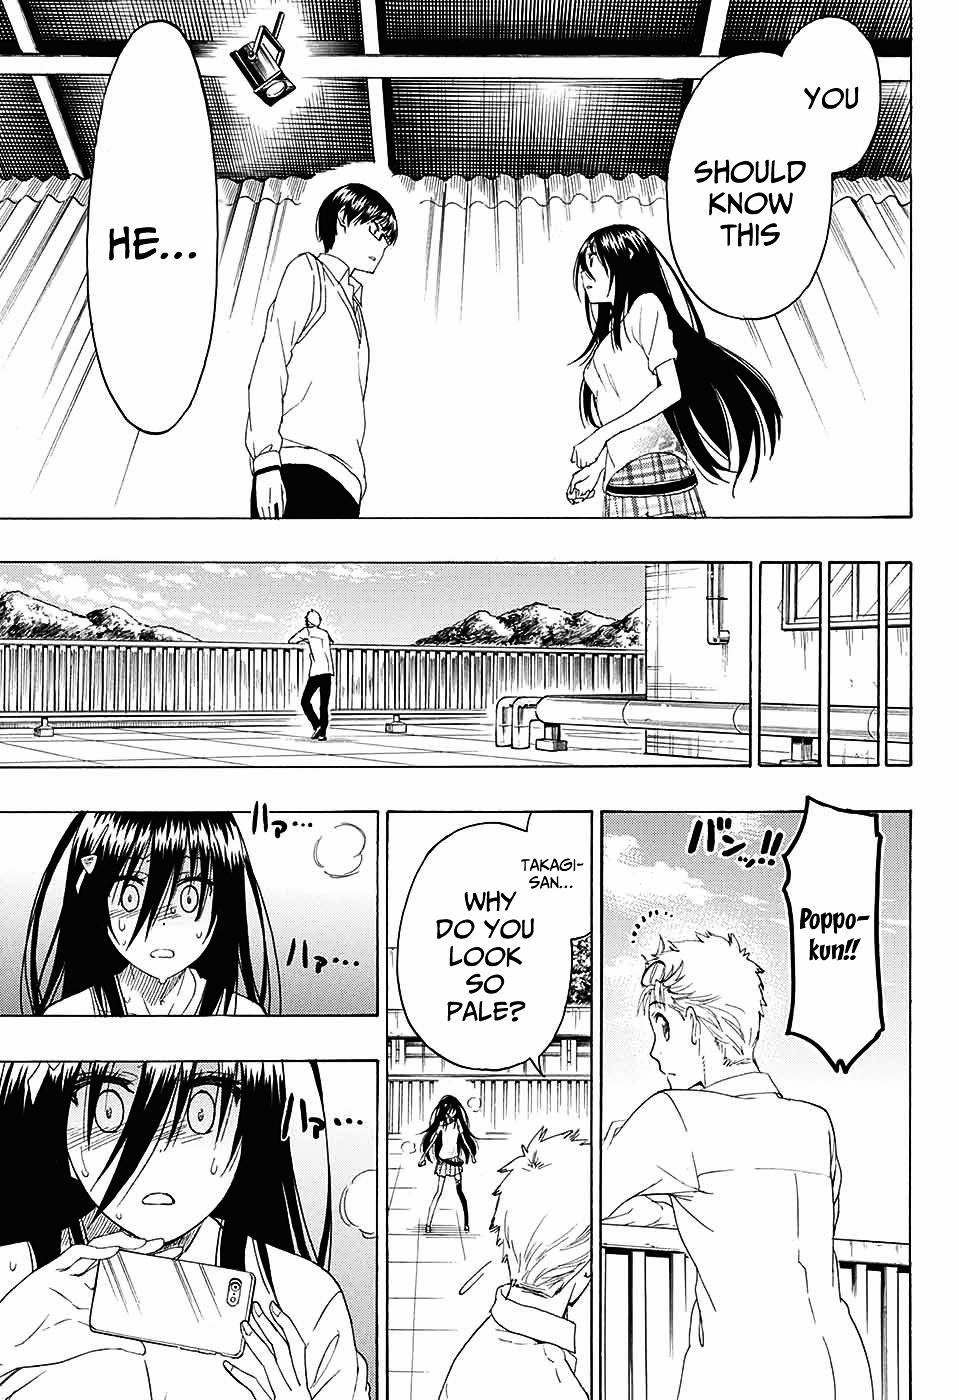 YOU
SHOULD
KNOW
THIS
HE...
Poppo-
kun!!
バンッ!!
TAKAGI-
SAN...
WHY
DO YOU
LOOK
SO
PALE?
ハァ…
ハァ…
ハァ…